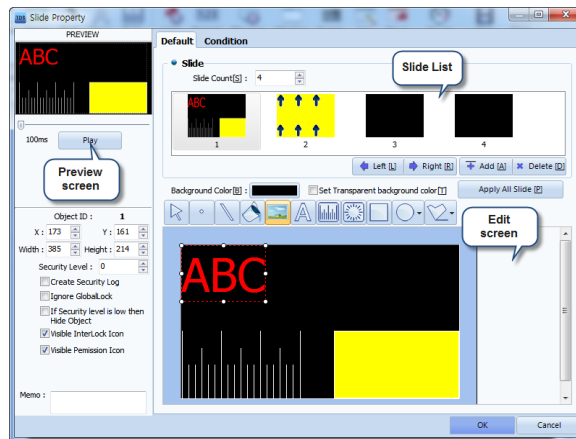 Slide Property
PREVIEW
ABC
100ms
Play
Preview
screen
Object ID : 1
X : 173 Y : 161
Width : 385 Height : 214
Security Level : 0
Create Security Log
Ignore GlobalLock
If Security level is low then
Hide Object
Visible InterLock Icon
Visible Pemission Icon
Memo :
Default Condition
Slide
Slide Count[S] : 4
Slide List
ABC
1 2 3 4
Left [L] Right [R] Add [A] Delete [D]
Background Color[B] : Set Transparent background color[T] Apply All Slide [P]
A
Edit
screen
ABC
OK Cancel